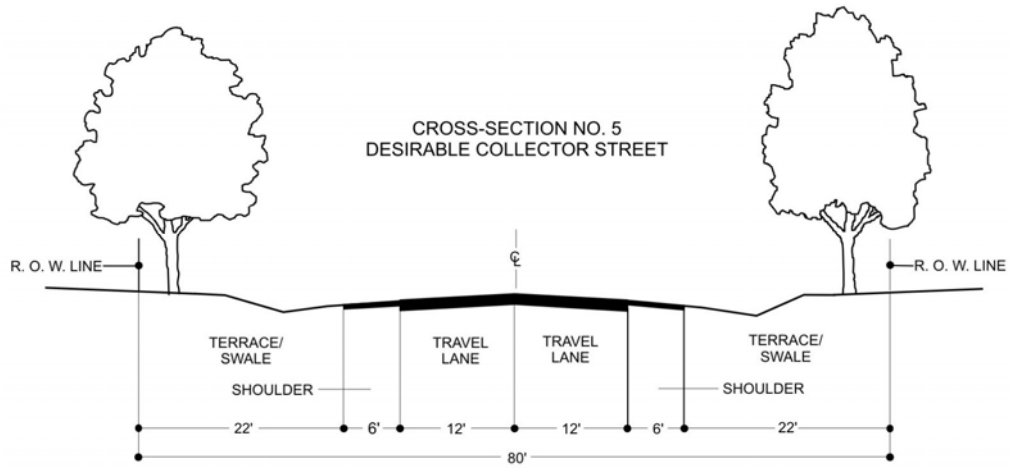 CROSS-SECTION NO. 5
DESIRABLE COLLECTOR STREET
℄
R. O. W. LINE
R. O. W. LINE
TERRACE/
SWALE
TRAVEL
LANE
TRAVEL
LANE
TERRACE/
SWALE
SHOULDER
SHOULDER
22' 6' 12' 12' 6' 22'
80'